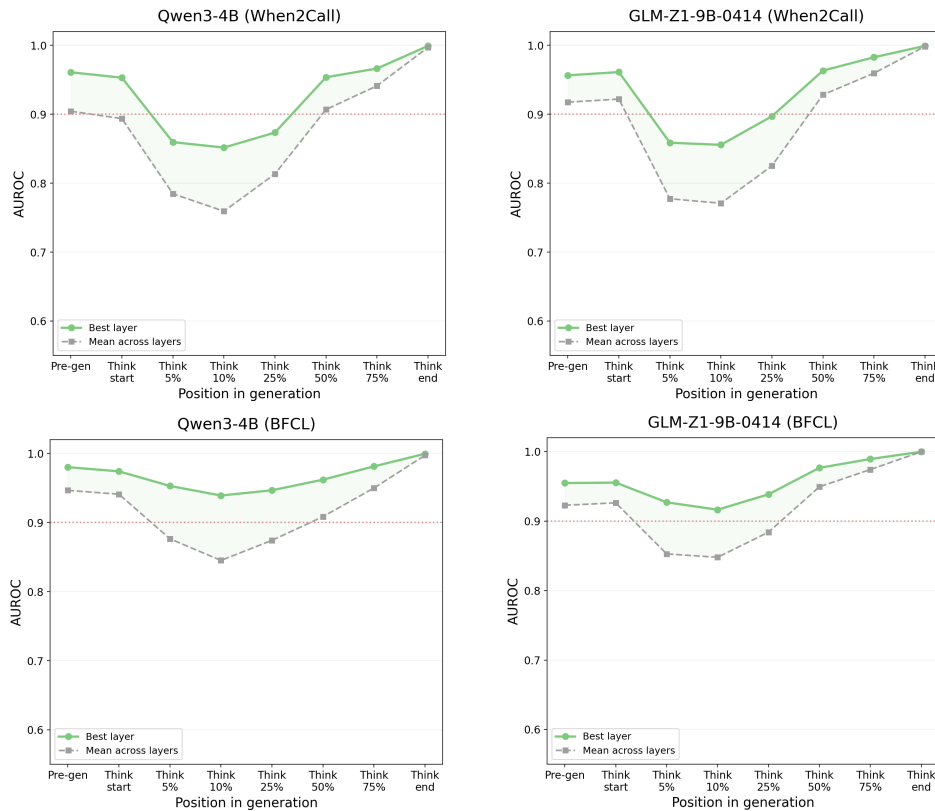 Qwen3-4B (When2Call)
1.0
0.9
0.8
0.7
0.6
AUROC
Best layer
Mean across layers
Pre-gen
Think start
Think 5%
Think 10%
Think 25%
Think 50%
Think 75%
Think end
Position in generation
GLM-Z1-9B-0414 (When2Call)
1.0
0.9
0.8
0.7
0.6
AUROC
Best layer
Mean across layers
Pre-gen
Think start
Think 5%
Think 10%
Think 25%
Think 50%
Think 75%
Think end
Position in generation
Qwen3-4B (BFCL)
1.0
0.9
0.8
0.7
0.6
AUROC
Best layer
Mean across layers
Pre-gen
Think start
Think 5%
Think 10%
Think 25%
Think 50%
Think 75%
Think end
Position in generation
GLM-Z1-9B-0414 (BFCL)
1.0
0.9
0.8
0.7
0.6
AUROC
Best layer
Mean across layers
Pre-gen
Think start
Think 5%
Think 10%
Think 25%
Think 50%
Think 75%
Think end
Position in generation